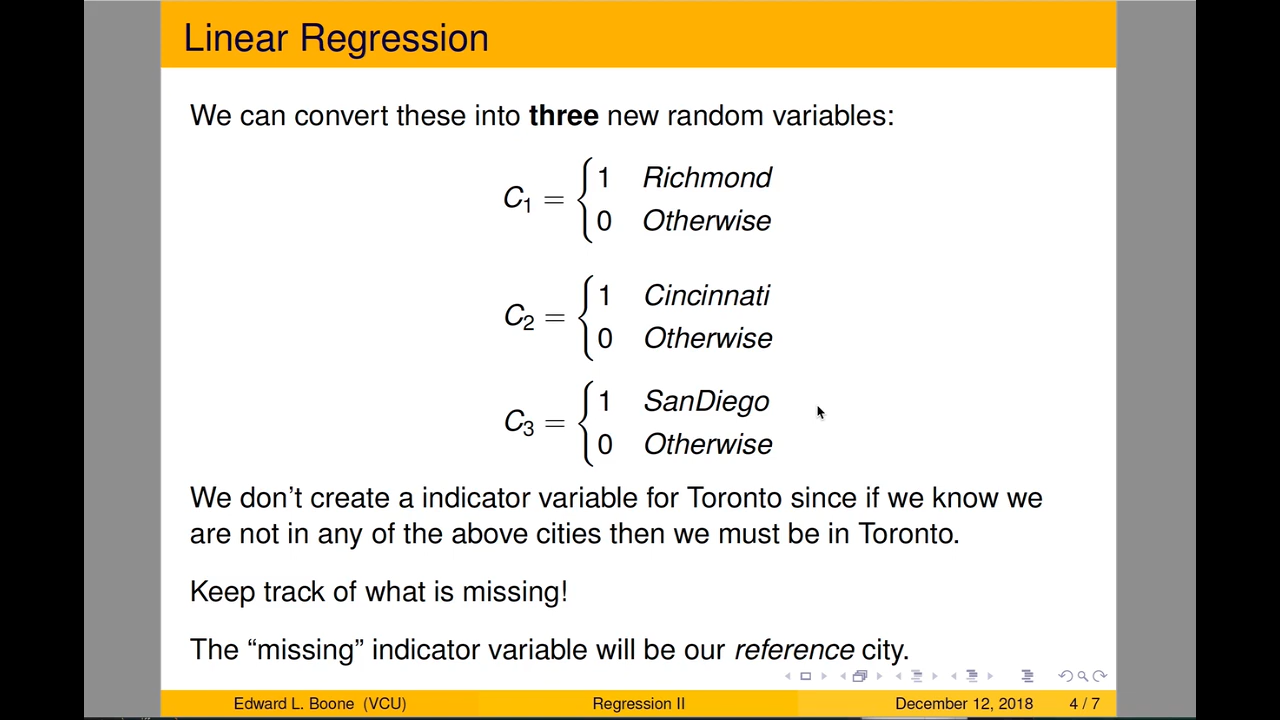 Linear Regression
We can convert these into three new random variables:
C1 = { 1 Richmond
0 Otherwise
C2 = { 1 Cincinnati
0 Otherwise
C3 = { 1 SanDiego
0 Otherwise
We don't create a indicator variable for Toronto since if we know we
are not in any of the above cities then we must be in Toronto.
Keep track of what is missing!
The “missing” indicator variable will be our reference city.
Edward L. Boone (VCU) Regression II December 12, 2018 4 / 7